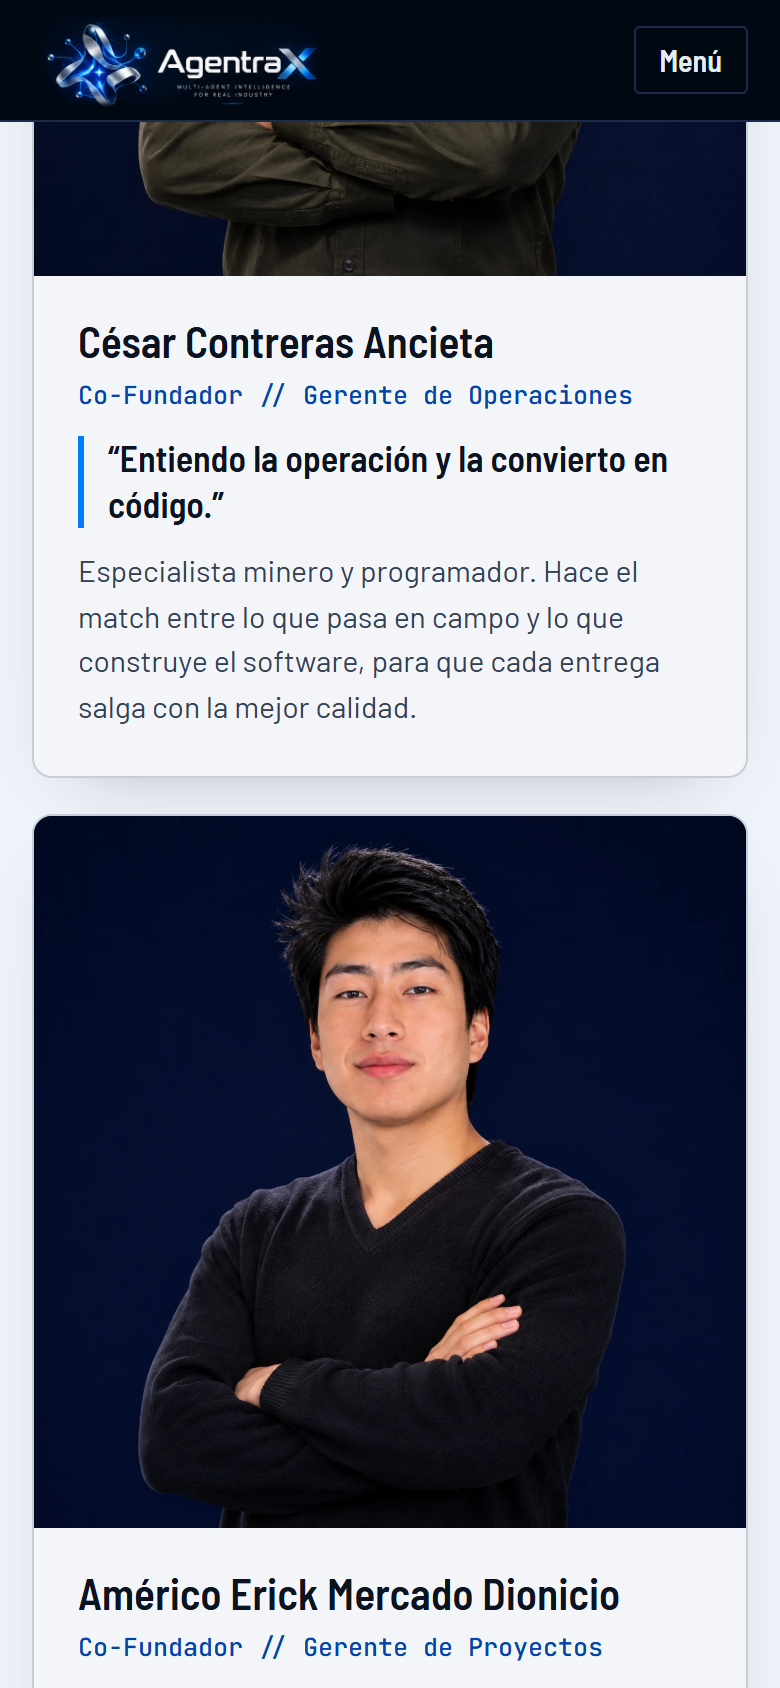 AgentraX
MULTI-AGENT INTELLIGENCE
FOR REAL INDUSTRY
Menú
César Contreras Ancieta
Co-Fundador // Gerente de Operaciones
“Entiendo la operación y la convierto en
código.”
Especialista minero y programador. Hace el
match entre lo que pasa en campo y lo que
construye el software, para que cada entrega
salga con la mejor calidad.
Américo Erick Mercado Dionicio
Co-Fundador // Gerente de Proyectos